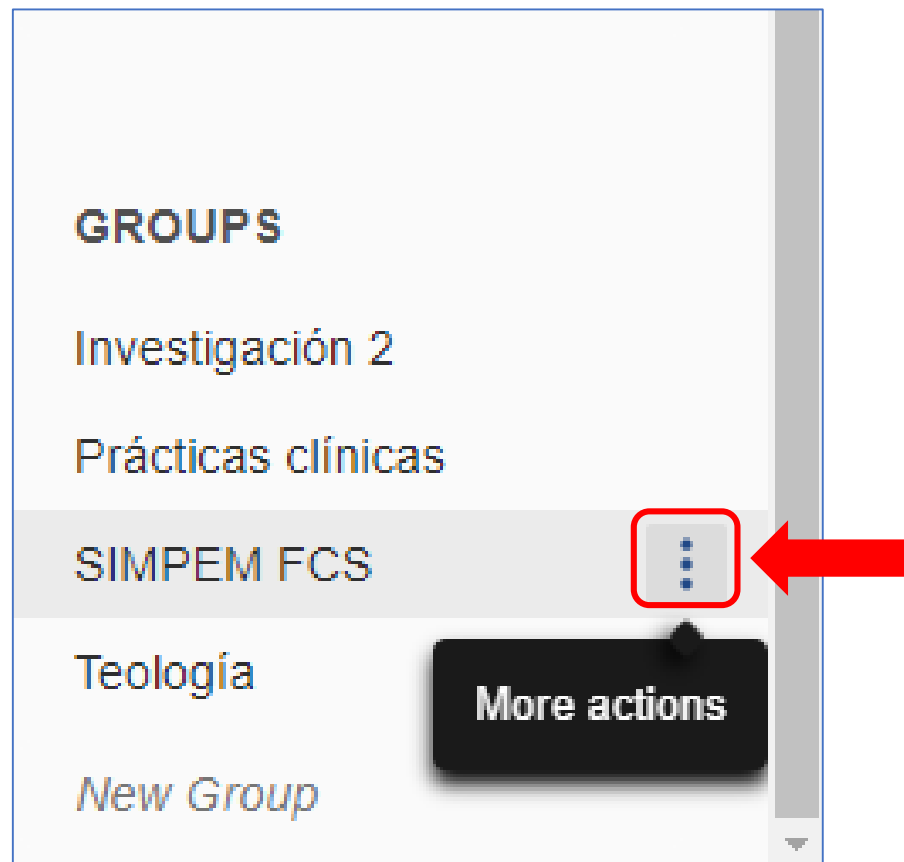 GROUPS
Investigación 2
Prácticas clínicas
SIMPEM FCS
Teología
More actions
New Group